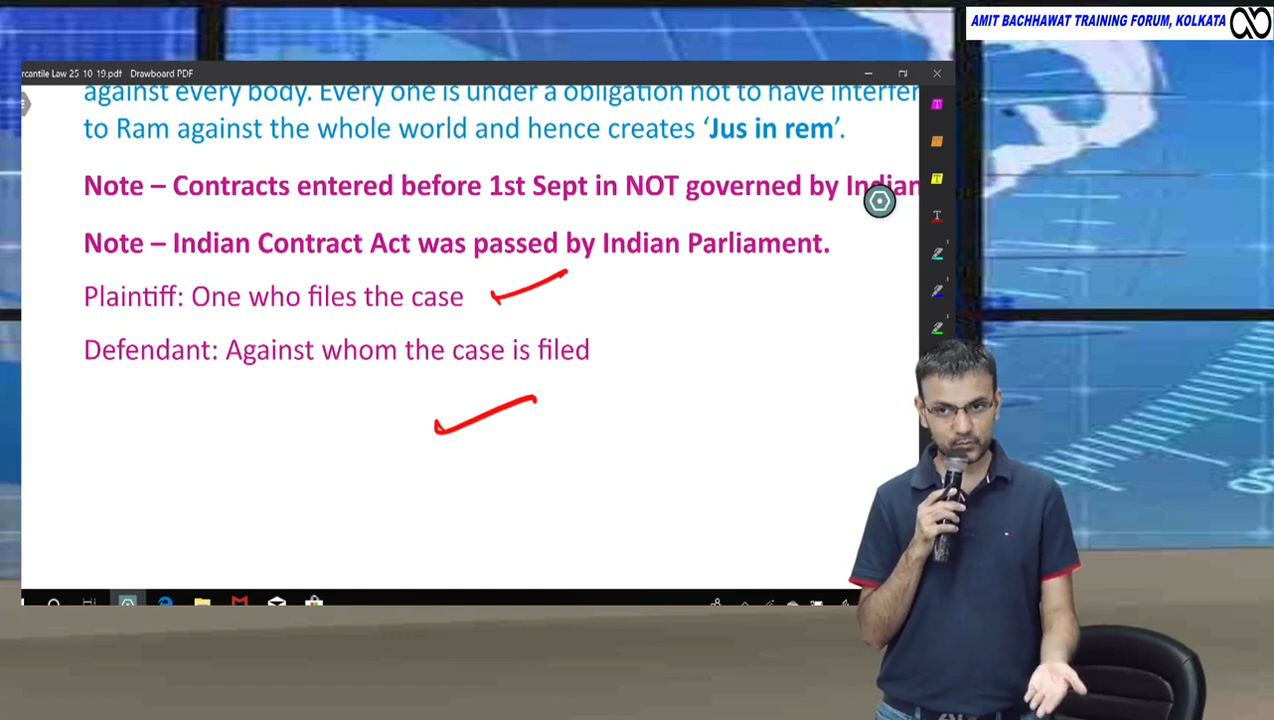 AMIT BACHHAWAT TRAINING FORUM, KOLKATA
rcantile Law 25 10 19.pdf Drawboard PDF
against every body. Every one is under a obligation not to have interfer
to Ram against the whole world and hence creates ‘Jus in rem’.
Note – Contracts entered before 1st Sept in NOT governed by Indian
Note – Indian Contract Act was passed by Indian Parliament.
Plaintiff: One who files the case
Defendant: Against whom the case is filed